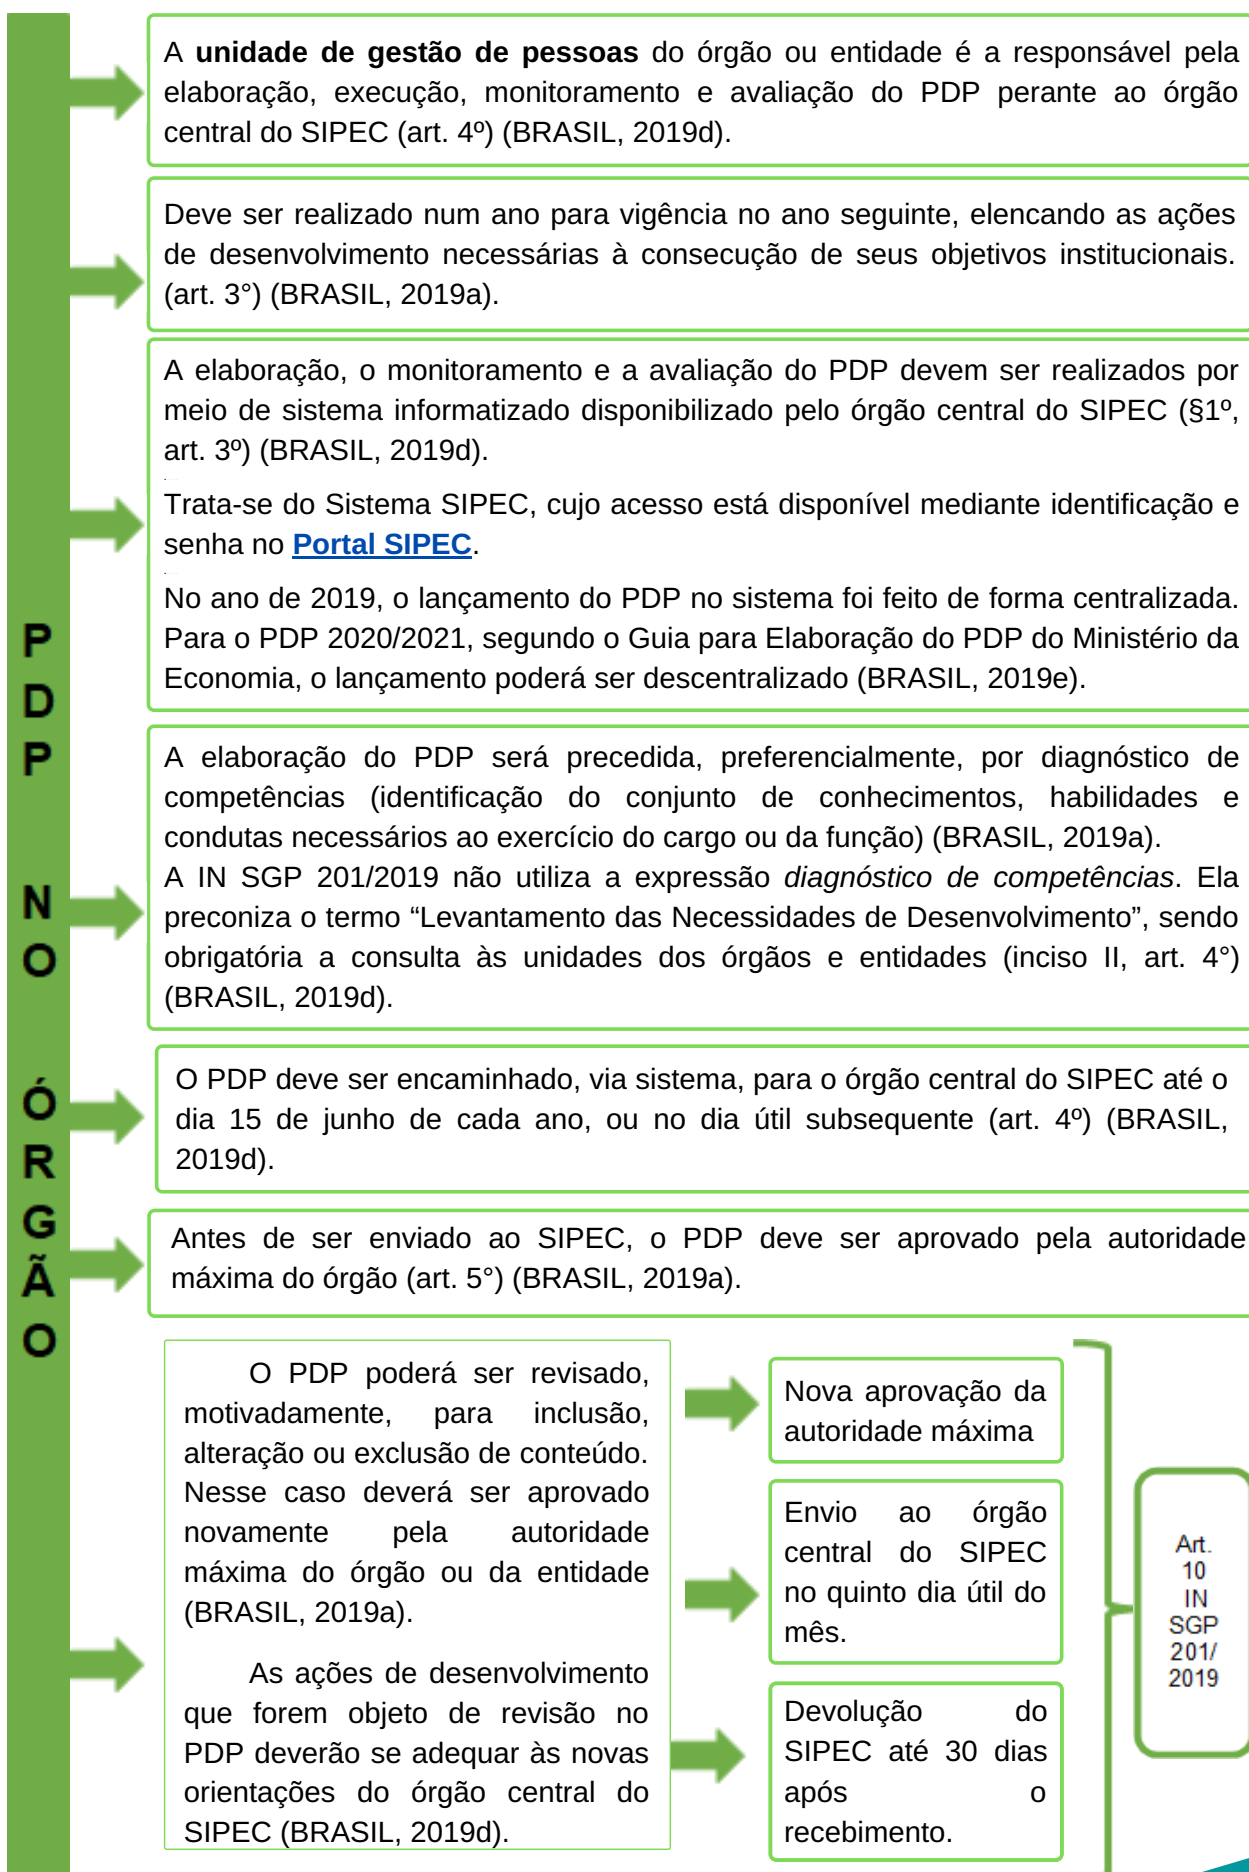 P
D
P
N
O
Ó
R
G
Ã
O
A unidade de gestão de pessoas do órgão ou entidade é a responsável pela
elaboração, execução, monitoramento e avaliação do PDP perante ao órgão
central do SIPEC (art. 4º) (BRASIL, 2019d).
Deve ser realizado num ano para vigência no ano seguinte, elencando as ações
de desenvolvimento necessárias à consecução de seus objetivos institucionais.
(art. 3°) (BRASIL, 2019a).
A elaboração, o monitoramento e a avaliação do PDP devem ser realizados por
meio de sistema informatizado disponibilizado pelo órgão central do SIPEC (§1º,
art. 3º) (BRASIL, 2019d).
Trata-se do Sistema SIPEC, cujo acesso está disponível mediante identificação e
senha no Portal SIPEC.
No ano de 2019, o lançamento do PDP no sistema foi feito de forma centralizada.
Para o PDP 2020/2021, segundo o Guia para Elaboração do PDP do Ministério da
Economia, o lançamento poderá ser descentralizado (BRASIL, 2019e).
A elaboração do PDP será precedida, preferencialmente, por diagnóstico de
competências (identificação do conjunto de conhecimentos, habilidades e
condutas necessários ao exercício do cargo ou da função) (BRASIL, 2019a).
A IN SGP 201/2019 não utiliza a expressão diagnóstico de competências. Ela
preconiza o termo “Levantamento das Necessidades de Desenvolvimento”, sendo
obrigatória a consulta às unidades dos órgãos e entidades (inciso II, art. 4°)
(BRASIL, 2019d).
O PDP deve ser encaminhado, via sistema, para o órgão central do SIPEC até o
dia 15 de junho de cada ano, ou no dia útil subsequente (art. 4º) (BRASIL,
2019d).
Antes de ser enviado ao SIPEC, o PDP deve ser aprovado pela autoridade
máxima do órgão (art. 5°) (BRASIL, 2019a).
O PDP poderá ser revisado,
motivadamente, para inclusão,
alteração ou exclusão de conteúdo.
Nesse caso deverá ser aprovado
novamente pela autoridade
máxima do órgão ou da entidade
(BRASIL, 2019a).
As ações de desenvolvimento
que forem objeto de revisão no
PDP deverão se adequar às novas
orientações do órgão central do
SIPEC (BRASIL, 2019d).
Nova aprovação da
autoridade máxima
Envio ao órgão
central do SIPEC
no quinto dia útil do
mês.
Devolução do
SIPEC até 30 dias
após o
recebimento.
Art.
10
IN
SGP
201/
2019